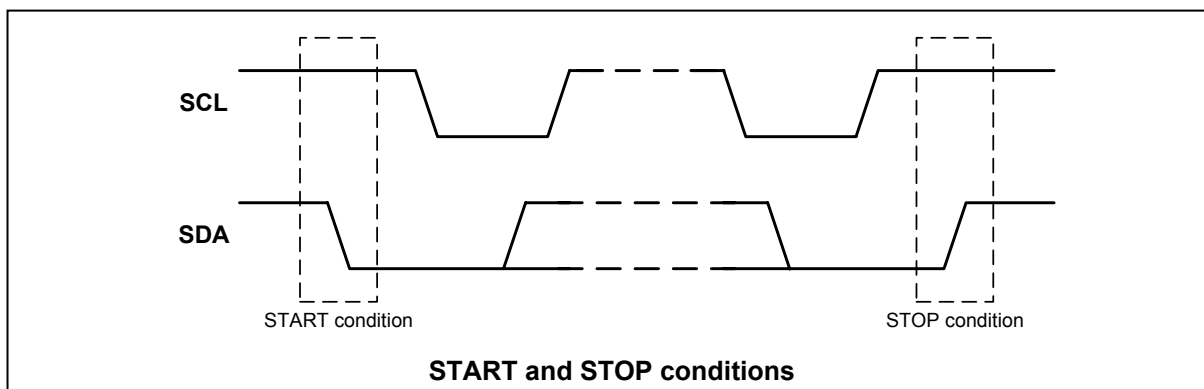 SCL
SDA
START condition
STOP condition
START and STOP conditions